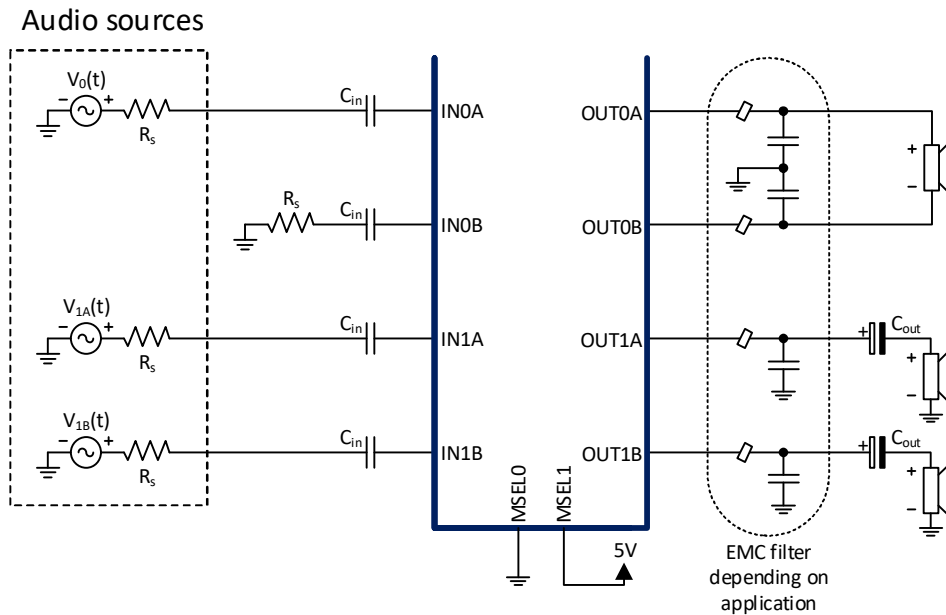 Audio sources
V0(t)
- +
Rs
Cin
IN0A
OUT0A
+
-
Rs
Cin
IN0B
OUT0B
V1A(t)
- +
Rs
Cin
IN1A
OUT1A
+
Cout
+
-
V1B(t)
- +
Rs
Cin
IN1B
OUT1B
+
Cout
+
-
MSEL0
MSEL1
5V
EMC filter
depending on
application